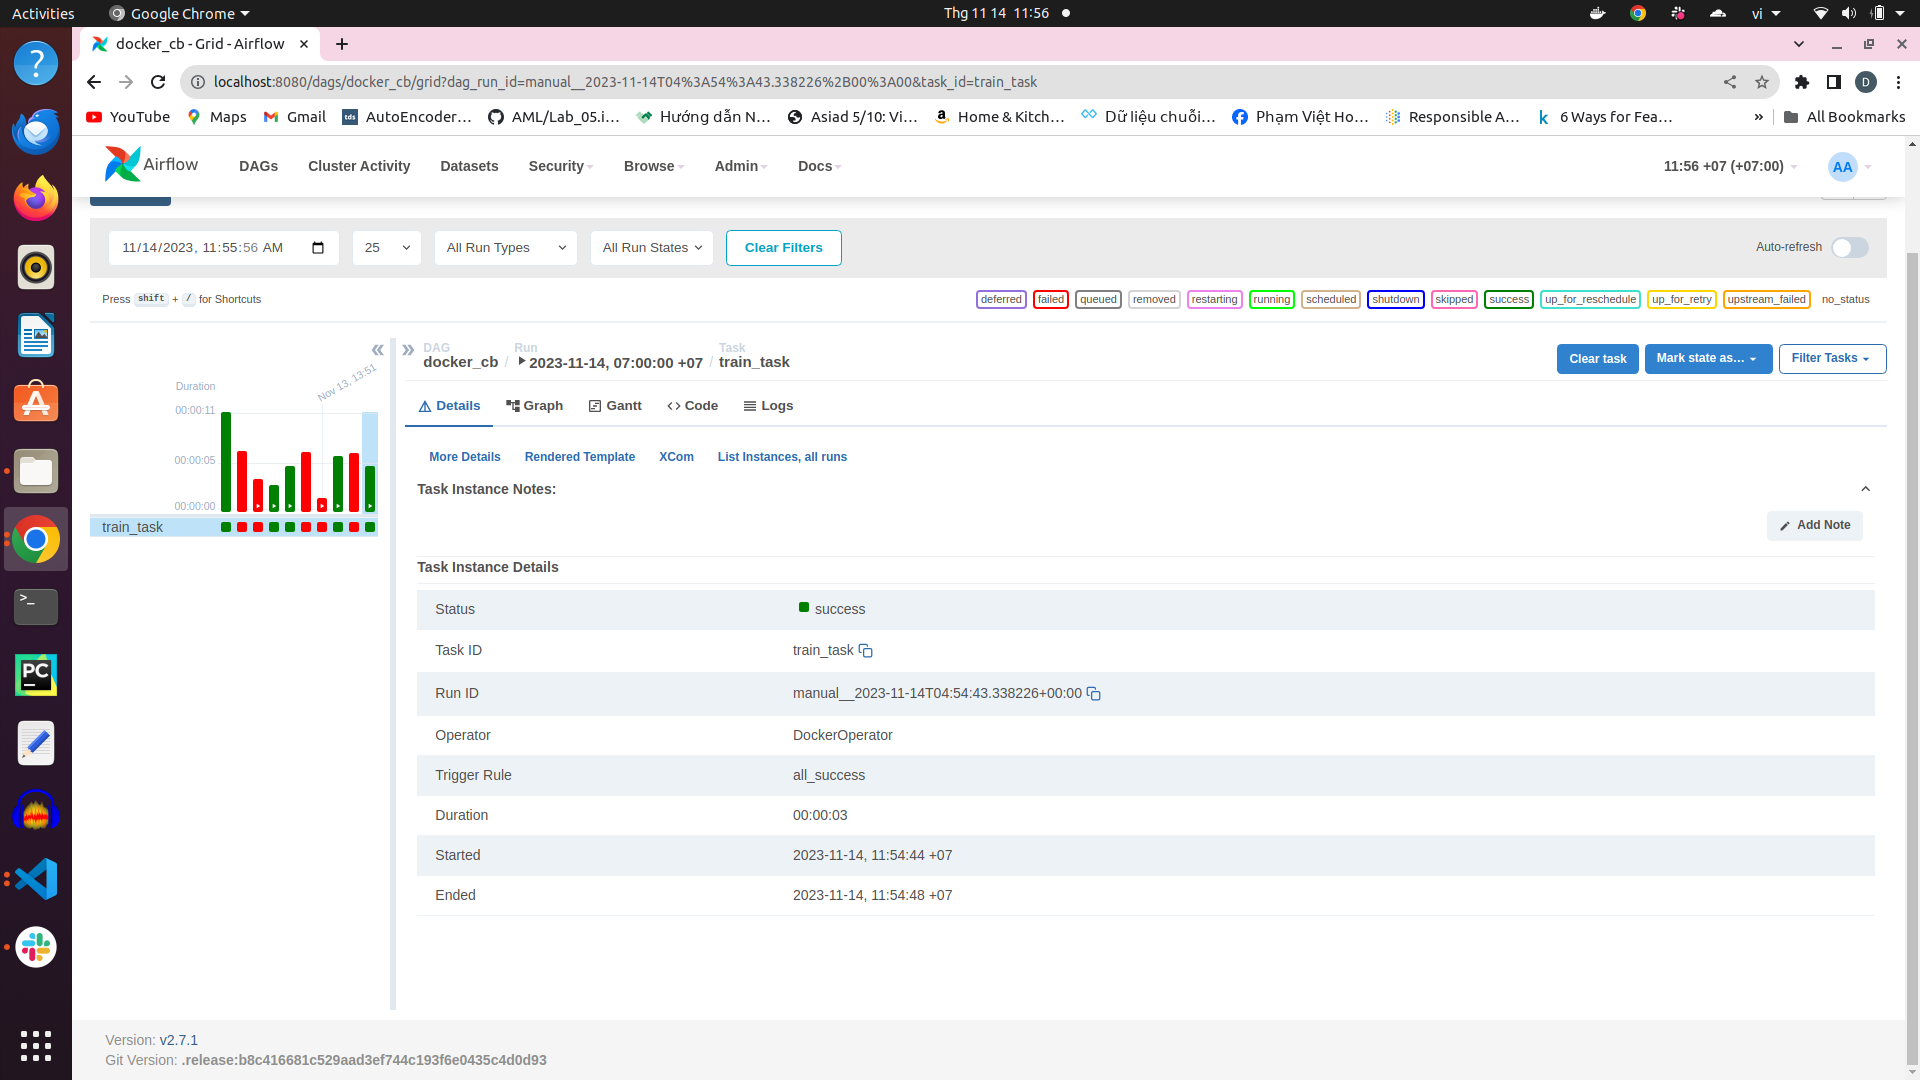 Activities Google Chrome Thg 11 14 11:56 vi
docker_cb - Grid - Airflow
localhost:8080/dags/docker_cb/grid?dag_run_id=manual__2023-11-14T04%3A54%3A43.338226%2B00%3A00&task_id=train_task D
YouTube Maps Gmail tds AutoEncoder… AML/Lab_05.i… Hướng dẫn N… Asiad 5/10: Vi… Home & Kitch… Dữ liệu chuỗi… Phạm Việt Ho… Responsible A… k 6 Ways for Fea… » All Bookmarks
Airflow DAGs Cluster Activity Datasets Security Browse Admin Docs 11:56 +07 (+07:00) AA
11/14/2023, 11:55:56 AM 25 All Run Types All Run States Clear Filters Auto-refresh
Press shift + / for Shortcuts deferred failed queued removed restarting running scheduled shutdown skipped success up_for_reschedule up_for_retry upstream_failed no_status
DAG Run Task
docker_cb / 2023-11-14, 07:00:00 +07 / train_task Clear task Mark state as… Filter Tasks
Nov 13, 13:51
Duration
00:00:11
00:00:05
00:00:00
train_task
Details Graph Gantt Code Logs
More Details Rendered Template XCom List Instances, all runs
Task Instance Notes:
Add Note
Task Instance Details
Status success
Task ID train_task
Run ID manual__2023-11-14T04:54:43.338226+00:00
Operator DockerOperator
Trigger Rule all_success
Duration 00:00:03
Started 2023-11-14, 11:54:44 +07
Ended 2023-11-14, 11:54:48 +07
Version: v2.7.1
Git Version: .release:b8c416681c529aad3ef744c193f6e0435c4d0d93
PC